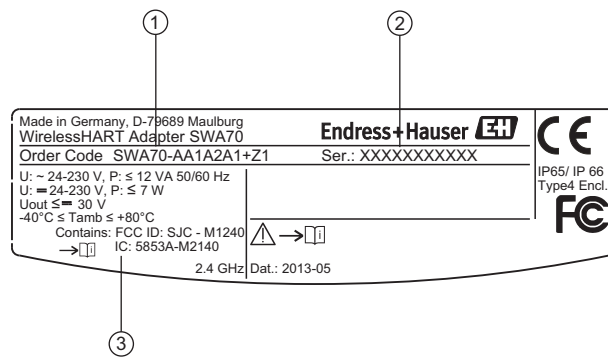 1
2
Made in Germany, D-79689 Maulburg
WirelessHART Adapter SWA70
Endress+Hauser EH
Order Code SWA70-AA1A2A1+Z1
Ser.: XXXXXXXXXXX
U: ~ 24-230 V, P: ≤ 12 VA 50/60 Hz
U: ⎓ 24-230 V, P: ≤ 7 W
Uout ≤ ⎓ 30 V
-40°C ≤ Tamb ≤ +80°C
Contains: FCC ID: SJC - M1240
IC: 5853A-M2140
2.4 GHz
Dat.: 2013-05
CE
IP65/ IP 66
Type4 Encl.
FC
3